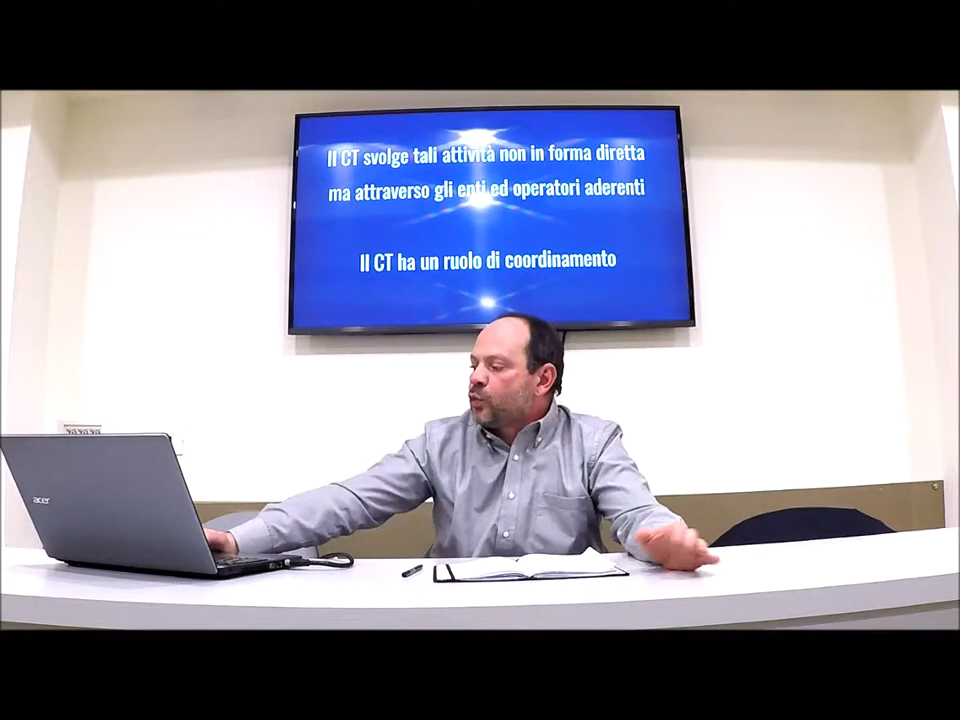 Il CT svolge tali attività non in forma diretta
ma attraverso gli enti ed operatori aderenti
Il CT ha un ruolo di coordinamento
acer